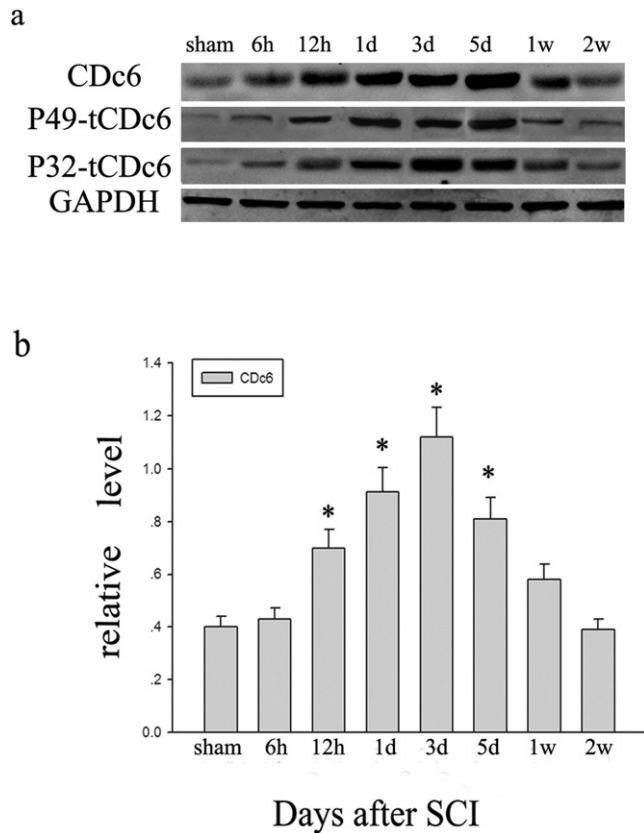 a
sham 6h 12h 1d 3d 5d 1w 2w
CDc6
P49-tCDc6
P32-tCDc6
GAPDH
b
relative level
1.4
1.2
1.0
.8
.6
.4
.2
0.0
CDc6
*
*
*
*
sham 6h 12h 1d 3d 5d 1w 2w
Days after SCI